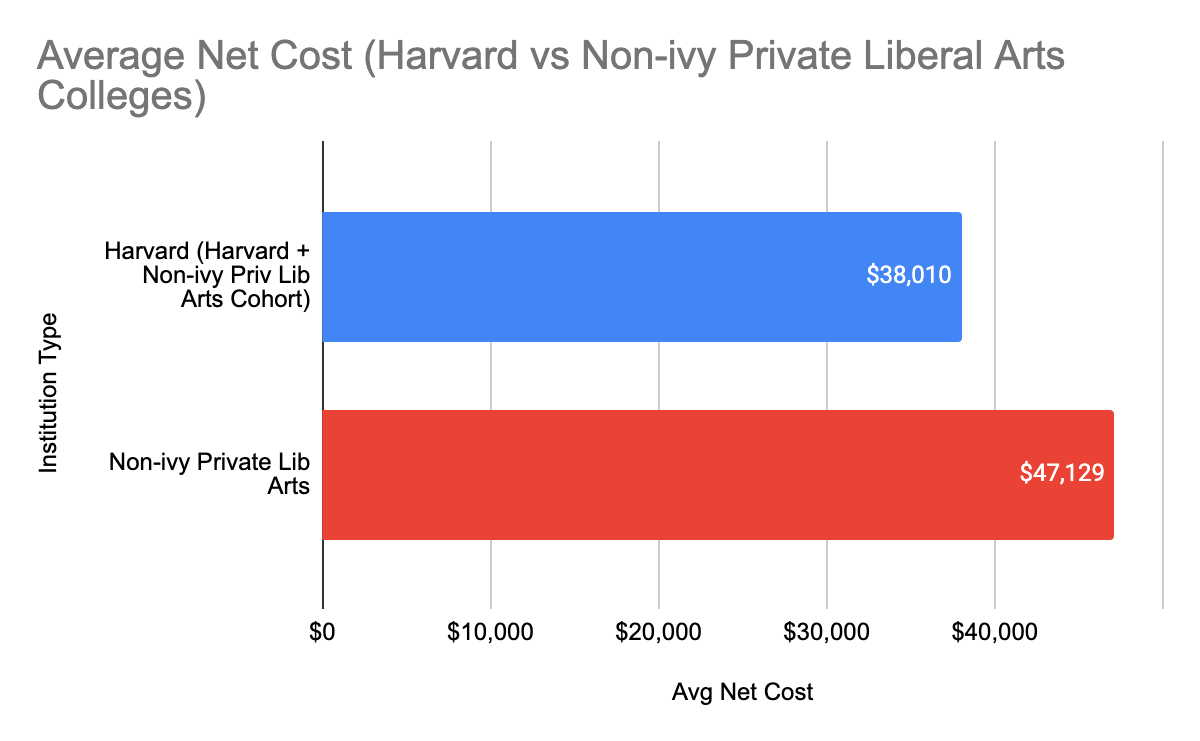 Average Net Cost (Harvard vs Non-ivy Private Liberal Arts
Colleges)
Institution Type
Harvard (Harvard +
Non-ivy Priv Lib
Arts Cohort)
$38,010
Non-ivy Private Lib
Arts
$47,129
$0 $10,000 $20,000 $30,000 $40,000
Avg Net Cost